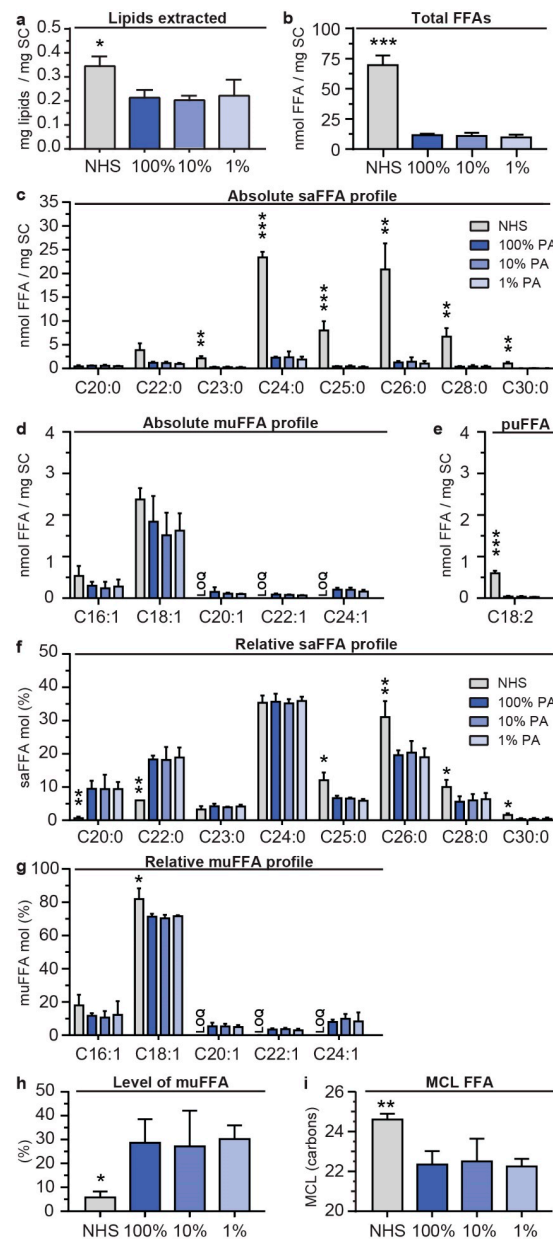 a Lipids extracted
mg lipids / mg SC
0.5
0.4
0.3
0.2
0.1
0.0
*
NHS 100% 10% 1%
b Total FFAs
nmol FFA / mg SC
100
75
50
25
0
***
NHS 100% 10% 1%
c Absolute saFFA profile
nmol FFA / mg SC
35
30
25
20
15
10
5
0
** *** *** ** ** **
NHS
100% PA
10% PA
1% PA
C20:0 C22:0 C23:0 C24:0 C25:0 C26:0 C28:0 C30:0
d Absolute muFFA profile
nmol FFA / mg SC
4
3
2
1
0
LOQ LOQ LOQ
C16:1 C18:1 C20:1 C22:1 C24:1
e puFFA
nmol FFA / mg SC
4
3
2
1
0
***
C18:2
f Relative saFFA profile
saFFA mol (%)
50
40
30
20
10
0
** ** * ** * *
NHS
100% PA
10% PA
1% PA
C20:0 C22:0 C23:0 C24:0 C25:0 C26:0 C28:0 C30:0
g Relative muFFA profile
muFFA mol (%)
100
80
60
40
20
0
*
LOQ LOQ LOQ
C16:1 C18:1 C20:1 C22:1 C24:1
h Level of muFFA
(%)
50
40
30
20
10
0
*
NHS 100% 10% 1%
i MCL FFA
MCL (carbons)
26
24
22
20
**
NHS 100% 10% 1%